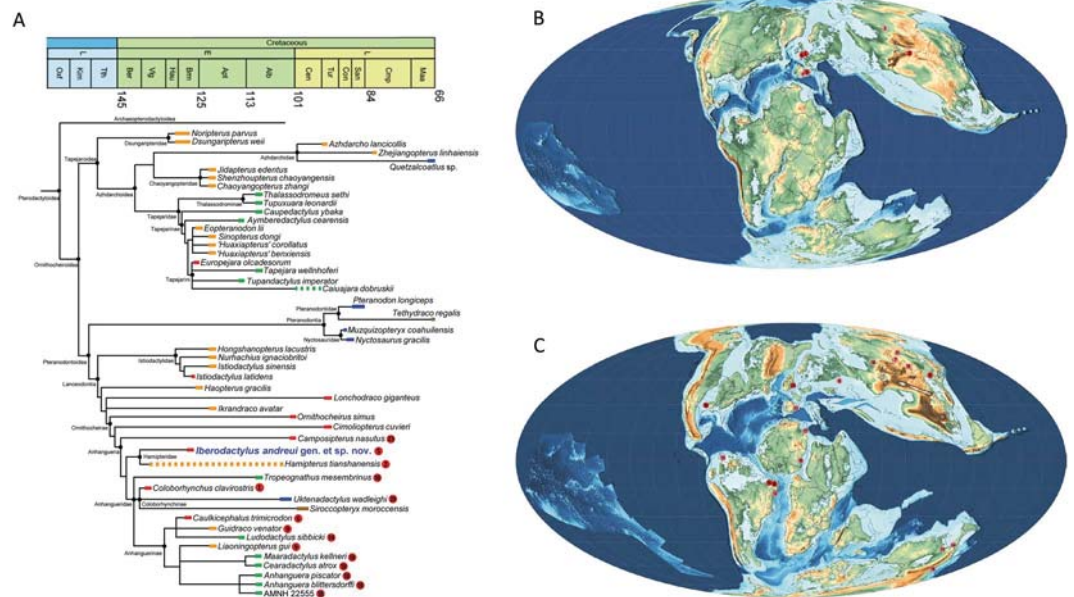 A
B
C
Cretaceous
L
E
L
Oxf
Kim
Tth
Ber
Vlg
Hau
Brm
Apt
Alb
Cen
Tur
Con
San
Cmp
Maa
145
125
113
101
84
66
Archaeopterodactyloidea
Noripterus parvus
Dsungaripteridae
Dsungaripterus weii
Tapejaroidea
Azhdarcho lancicollis
Azhdarchidae
Zhejiangopterus linhaiensis
Quetzalcoatlus sp.
Jidapterus edentus
Shenzhoupterus chaoyangensis
Chaoyangopteridae
Chaoyangopterus zhangi
Pterodactyloidea
Azhdarchoidea
Thalassodromeus sethi
Thalassodrominae
Tupuxuara leonardii
Tapejaridae
Caupedactylus ybaka
Aymberedactylus cearensis
Tapejarinae
Eopteranodon lii
Sinopterus dongi
'Huaxiapterus' corollatus
'Huaxiapterus' benxiensis
Ornithocheiroidea
Europejara olcadesorum
Tapejara wellnhoferi
Tapejarini
Tupandactylus imperator
Caiuajara dobruskii
Pteranodon longiceps
Pteranodontidae
Tethydraco regalis
Pteranodontia
Muzquizopteryx coahuilensis
Nyctosauridae
Nyctosaurus gracilis
Hongshanopterus lacustris
Pteranodontoidea
Nurhachius ignaciobritoi
Istiodactylidae
Istiodactylus sinensis
Istiodactylus latidens
Lanceodontia
Haopterus gracilis
Lonchodraco giganteus
Ikrandraco avatar
Ornithocheirus simus
Ornithocheirae
Cimoliopterus cuvieri
Camposipterus nasutus
Anhangueria
Iberodactylus andreui gen. et sp. nov.
Hamipteridae
Hamipterus tianshanensis
Tropeognathus mesembrinus
Coloborhynchus clavirostris
Anhangueridae
Coloborhynchinae
Uktenadactylus wadleighi
Siroccopteryx moroccensis
Caulkicephalus trimicrodon
Guidraco venator
Ludodactylus sibbicki
Anhanguerinae
Liaoningopterus gui
Maaradactylus kellneri
Cearadactylus atrox
Anhanguera piscator
Anhanguera blittersdorffi
AMNH 22555